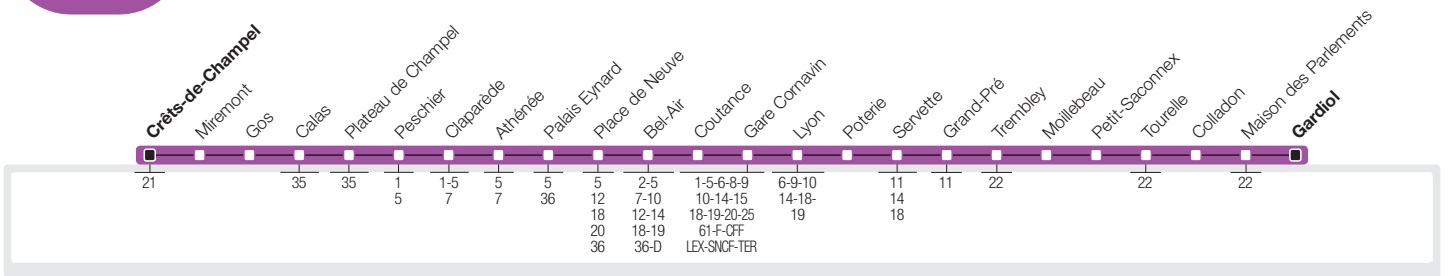 Crêts-de-Champel
Miremont
Gos
Calas
Plateau de Champel
Peschier
Claparède
Athénée
Palais Eynard
Place de Neuve
Bel-Air
Coutance
Gare Cornavin
Lyon
Poterie
Servette
Grand-Pré
Trembley
Moillebeau
Petit-Saconnex
Tourelle
Colladon
Maison des Parlements
Gardiol
21
35
35
1
5
1-5
7
5
7
5
36
5
12
18
20
36
2-5
7-10
12-14
18-19
36-D
1-5-6-8-9
10-14-15
18-19-20-25
61-F-CFF
LEX-SNCF-TER
6-9-10
14-18-
19
11
14
18
11
22
22
22